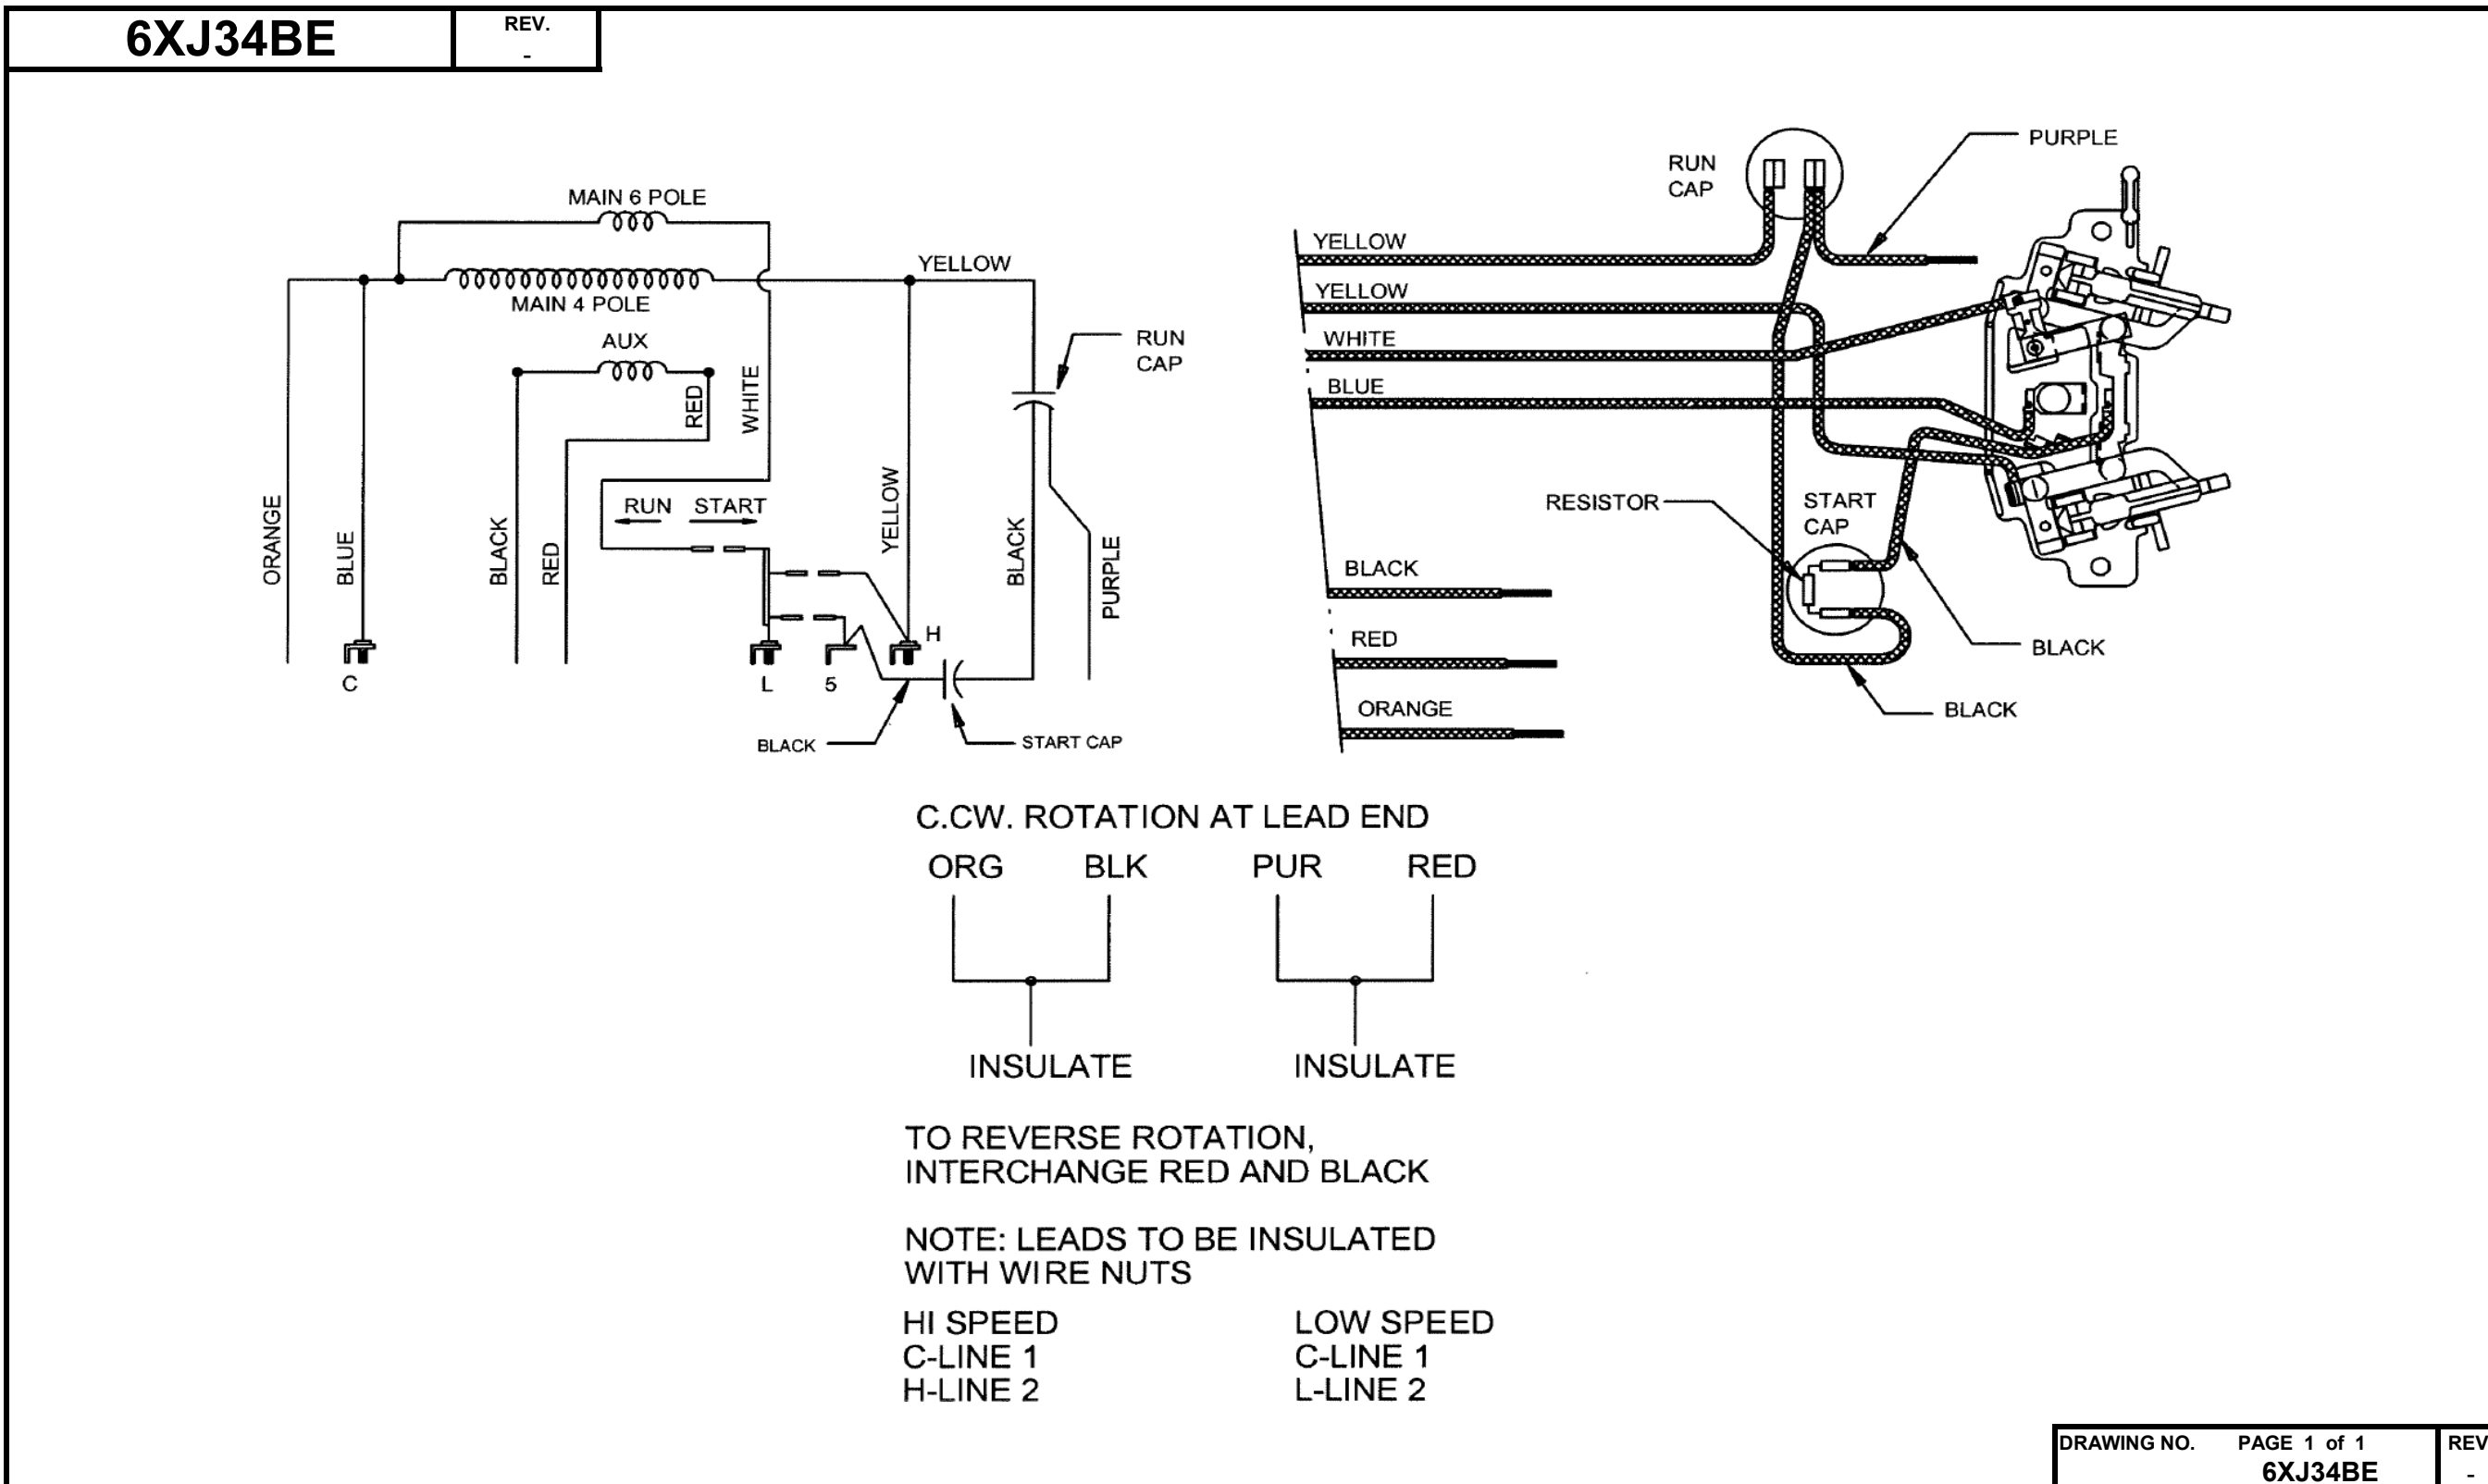 6XJ34BE
REV.
-
MAIN 6 POLE
YELLOW
MAIN 4 POLE
AUX
RUN
CAP
RED
WHITE
RUN START
ORANGE
BLUE
BLACK
RED
YELLOW
BLACK
PURPLE
H
C
L
5
BLACK
START CAP
PURPLE
RUN
CAP
YELLOW
YELLOW
WHITE
BLUE
RESISTOR
START
CAP
BLACK
RED
BLACK
ORANGE
BLACK
C.CW. ROTATION AT LEAD END
ORG BLK PUR RED
INSULATE INSULATE
TO REVERSE ROTATION,
INTERCHANGE RED AND BLACK
NOTE: LEADS TO BE INSULATED
WITH WIRE NUTS
HI SPEED LOW SPEED
C-LINE 1 C-LINE 1
H-LINE 2 L-LINE 2
DRAWING NO. PAGE 1 of 1 REV
6XJ34BE -